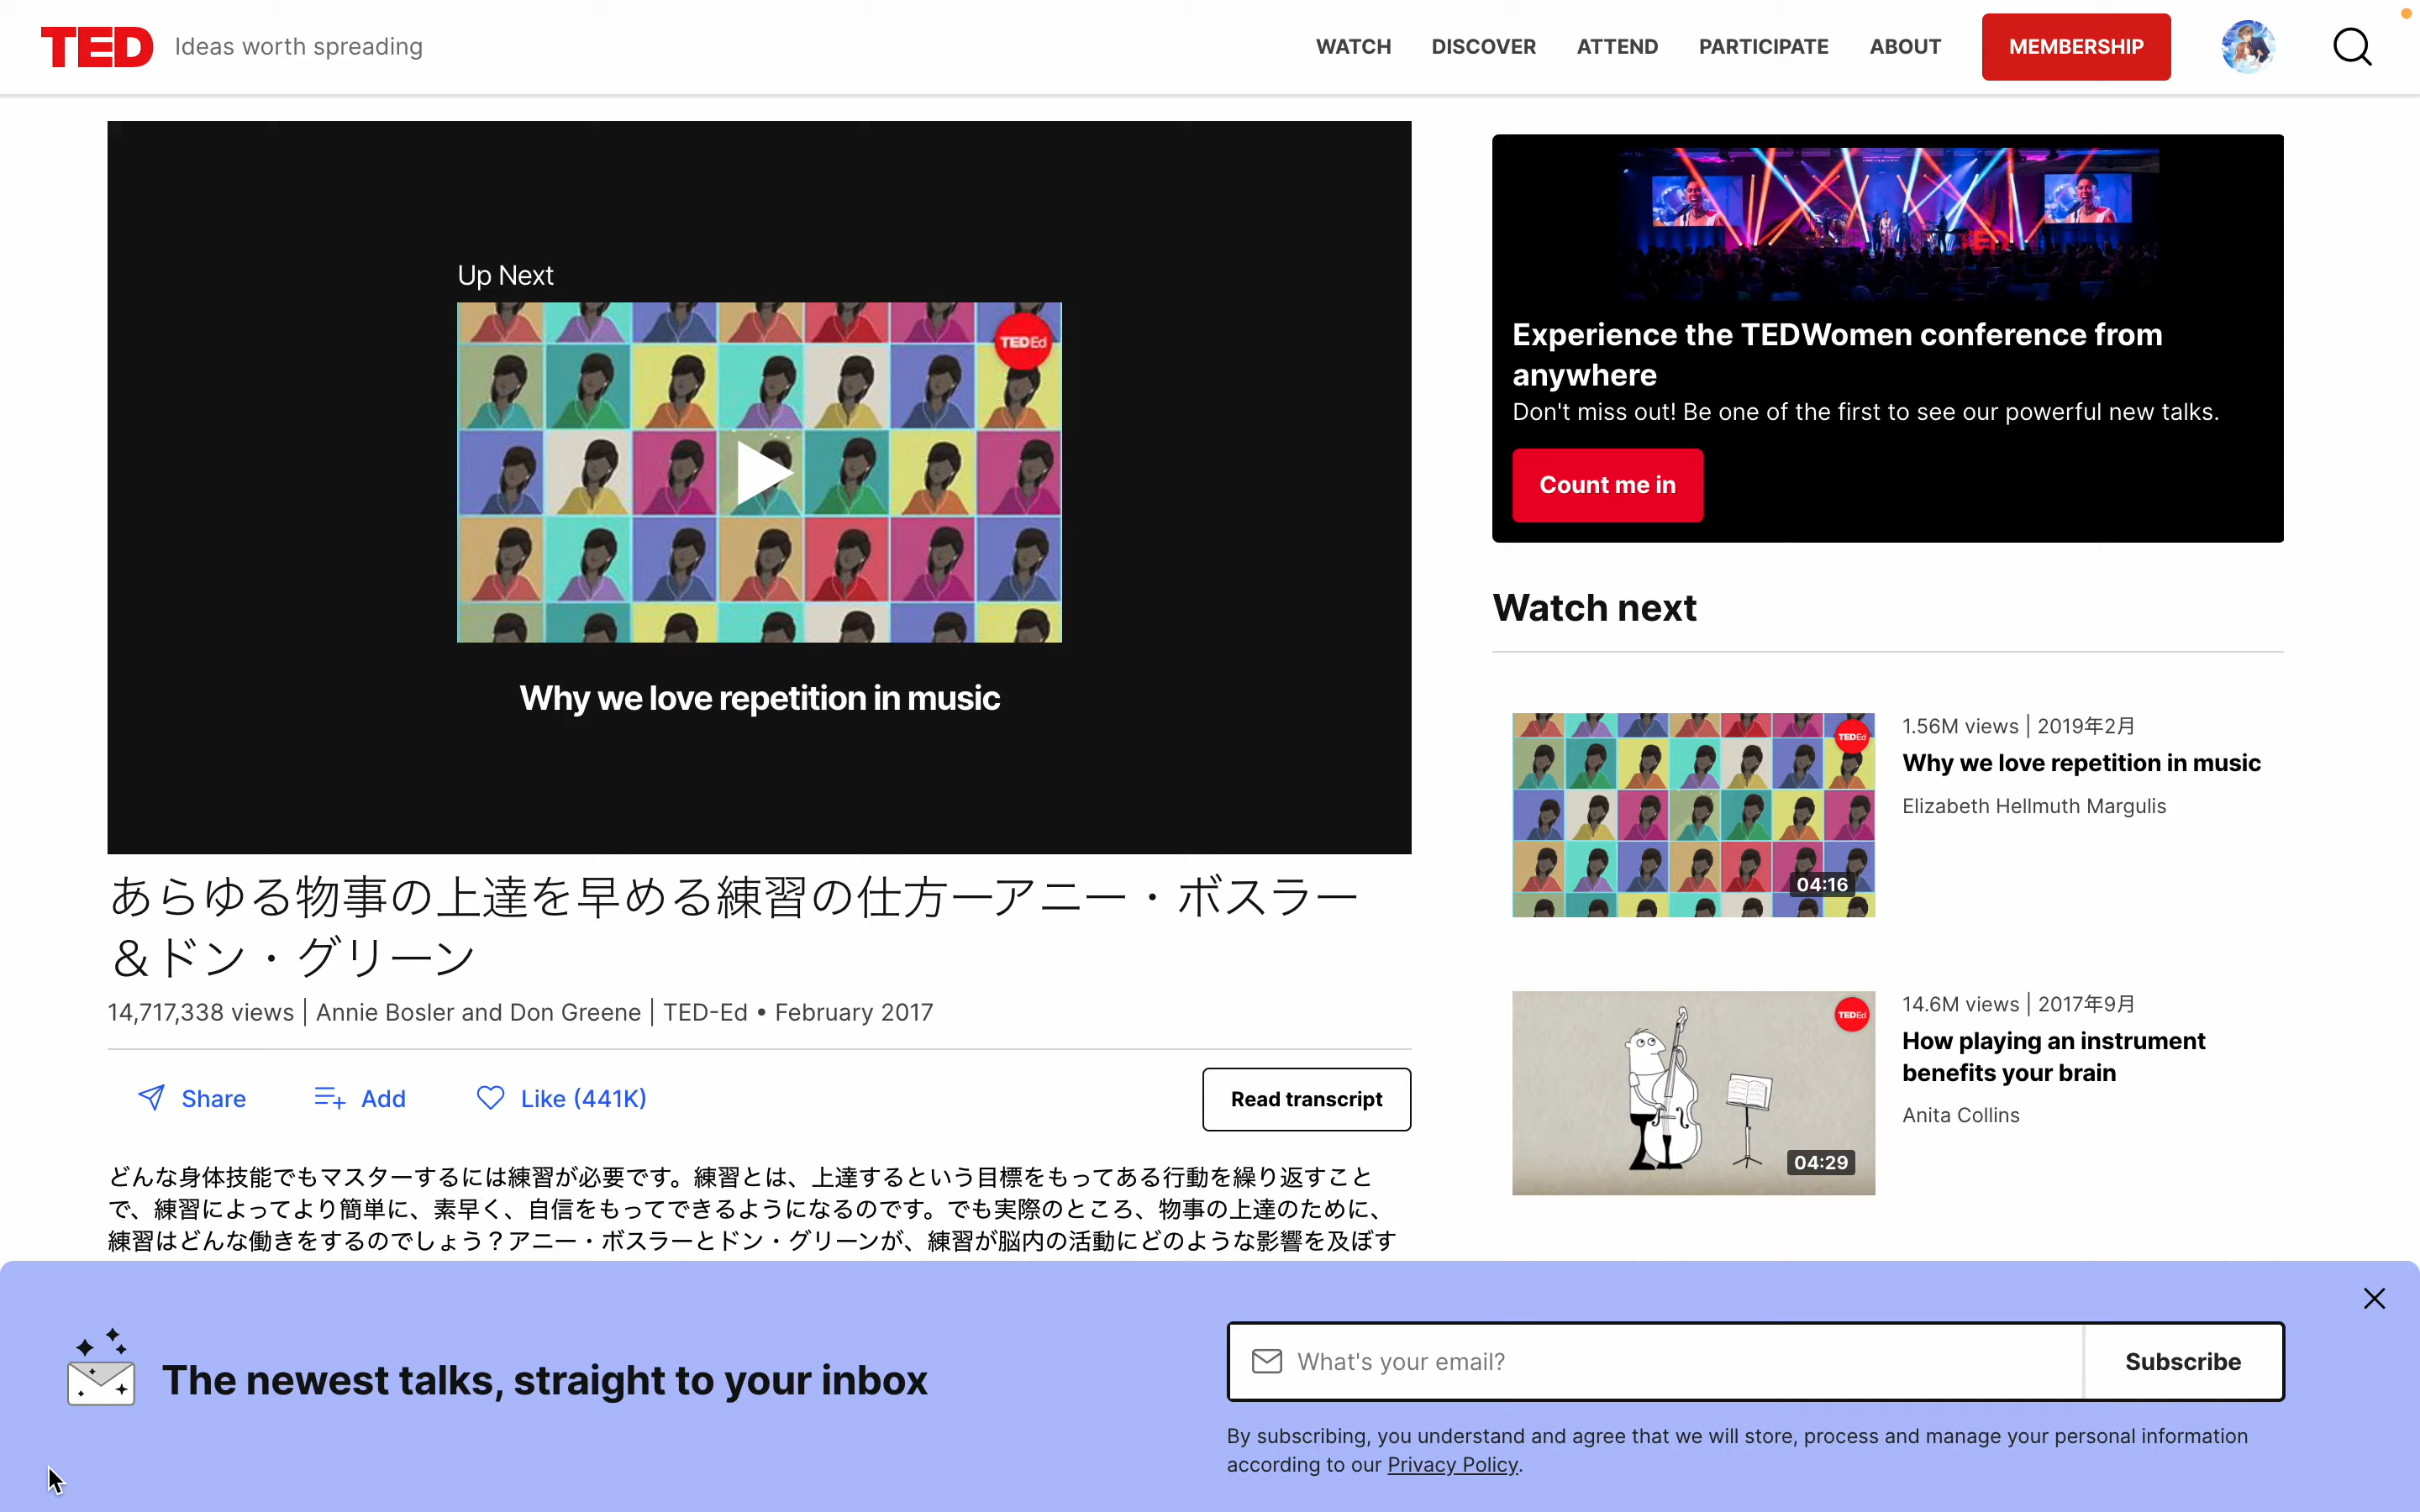 TED Ideas worth spreading
WATCH DISCOVER ATTEND PARTICIPATE ABOUT MEMBERSHIP
Up Next
TEDEd
Why we love repetition in music
あらゆる物事の上達を早める練習の仕方ーアニー・ボスラー
＆ドン・グリーン
14,717,338 views | Annie Bosler and Don Greene | TED-Ed • February 2017
Share Add Like (441K) Read transcript
どんな身体技能でもマスターするには練習が必要です。練習とは、上達するという目標をもってある行動を繰り返すこと
で、練習によってより簡単に、素早く、自信をもってできるようになるのです。でも実際のところ、物事の上達のために、
練習はどんな働きをするのでしょう？アニー・ボスラーとドン・グリーンが、練習が脳内の活動にどのような影響を及ぼす
Experience the TEDWomen conference from
anywhere
Don't miss out! Be one of the first to see our powerful new talks.
Count me in
Watch next
TEDEd
04:16
1.56M views | 2019年2月
Why we love repetition in music
Elizabeth Hellmuth Margulis
TEDEd
04:29
14.6M views | 2017年9月
How playing an instrument
benefits your brain
Anita Collins
The newest talks, straight to your inbox
What's your email?
Subscribe
By subscribing, you understand and agree that we will store, process and manage your personal information
according to our Privacy Policy.